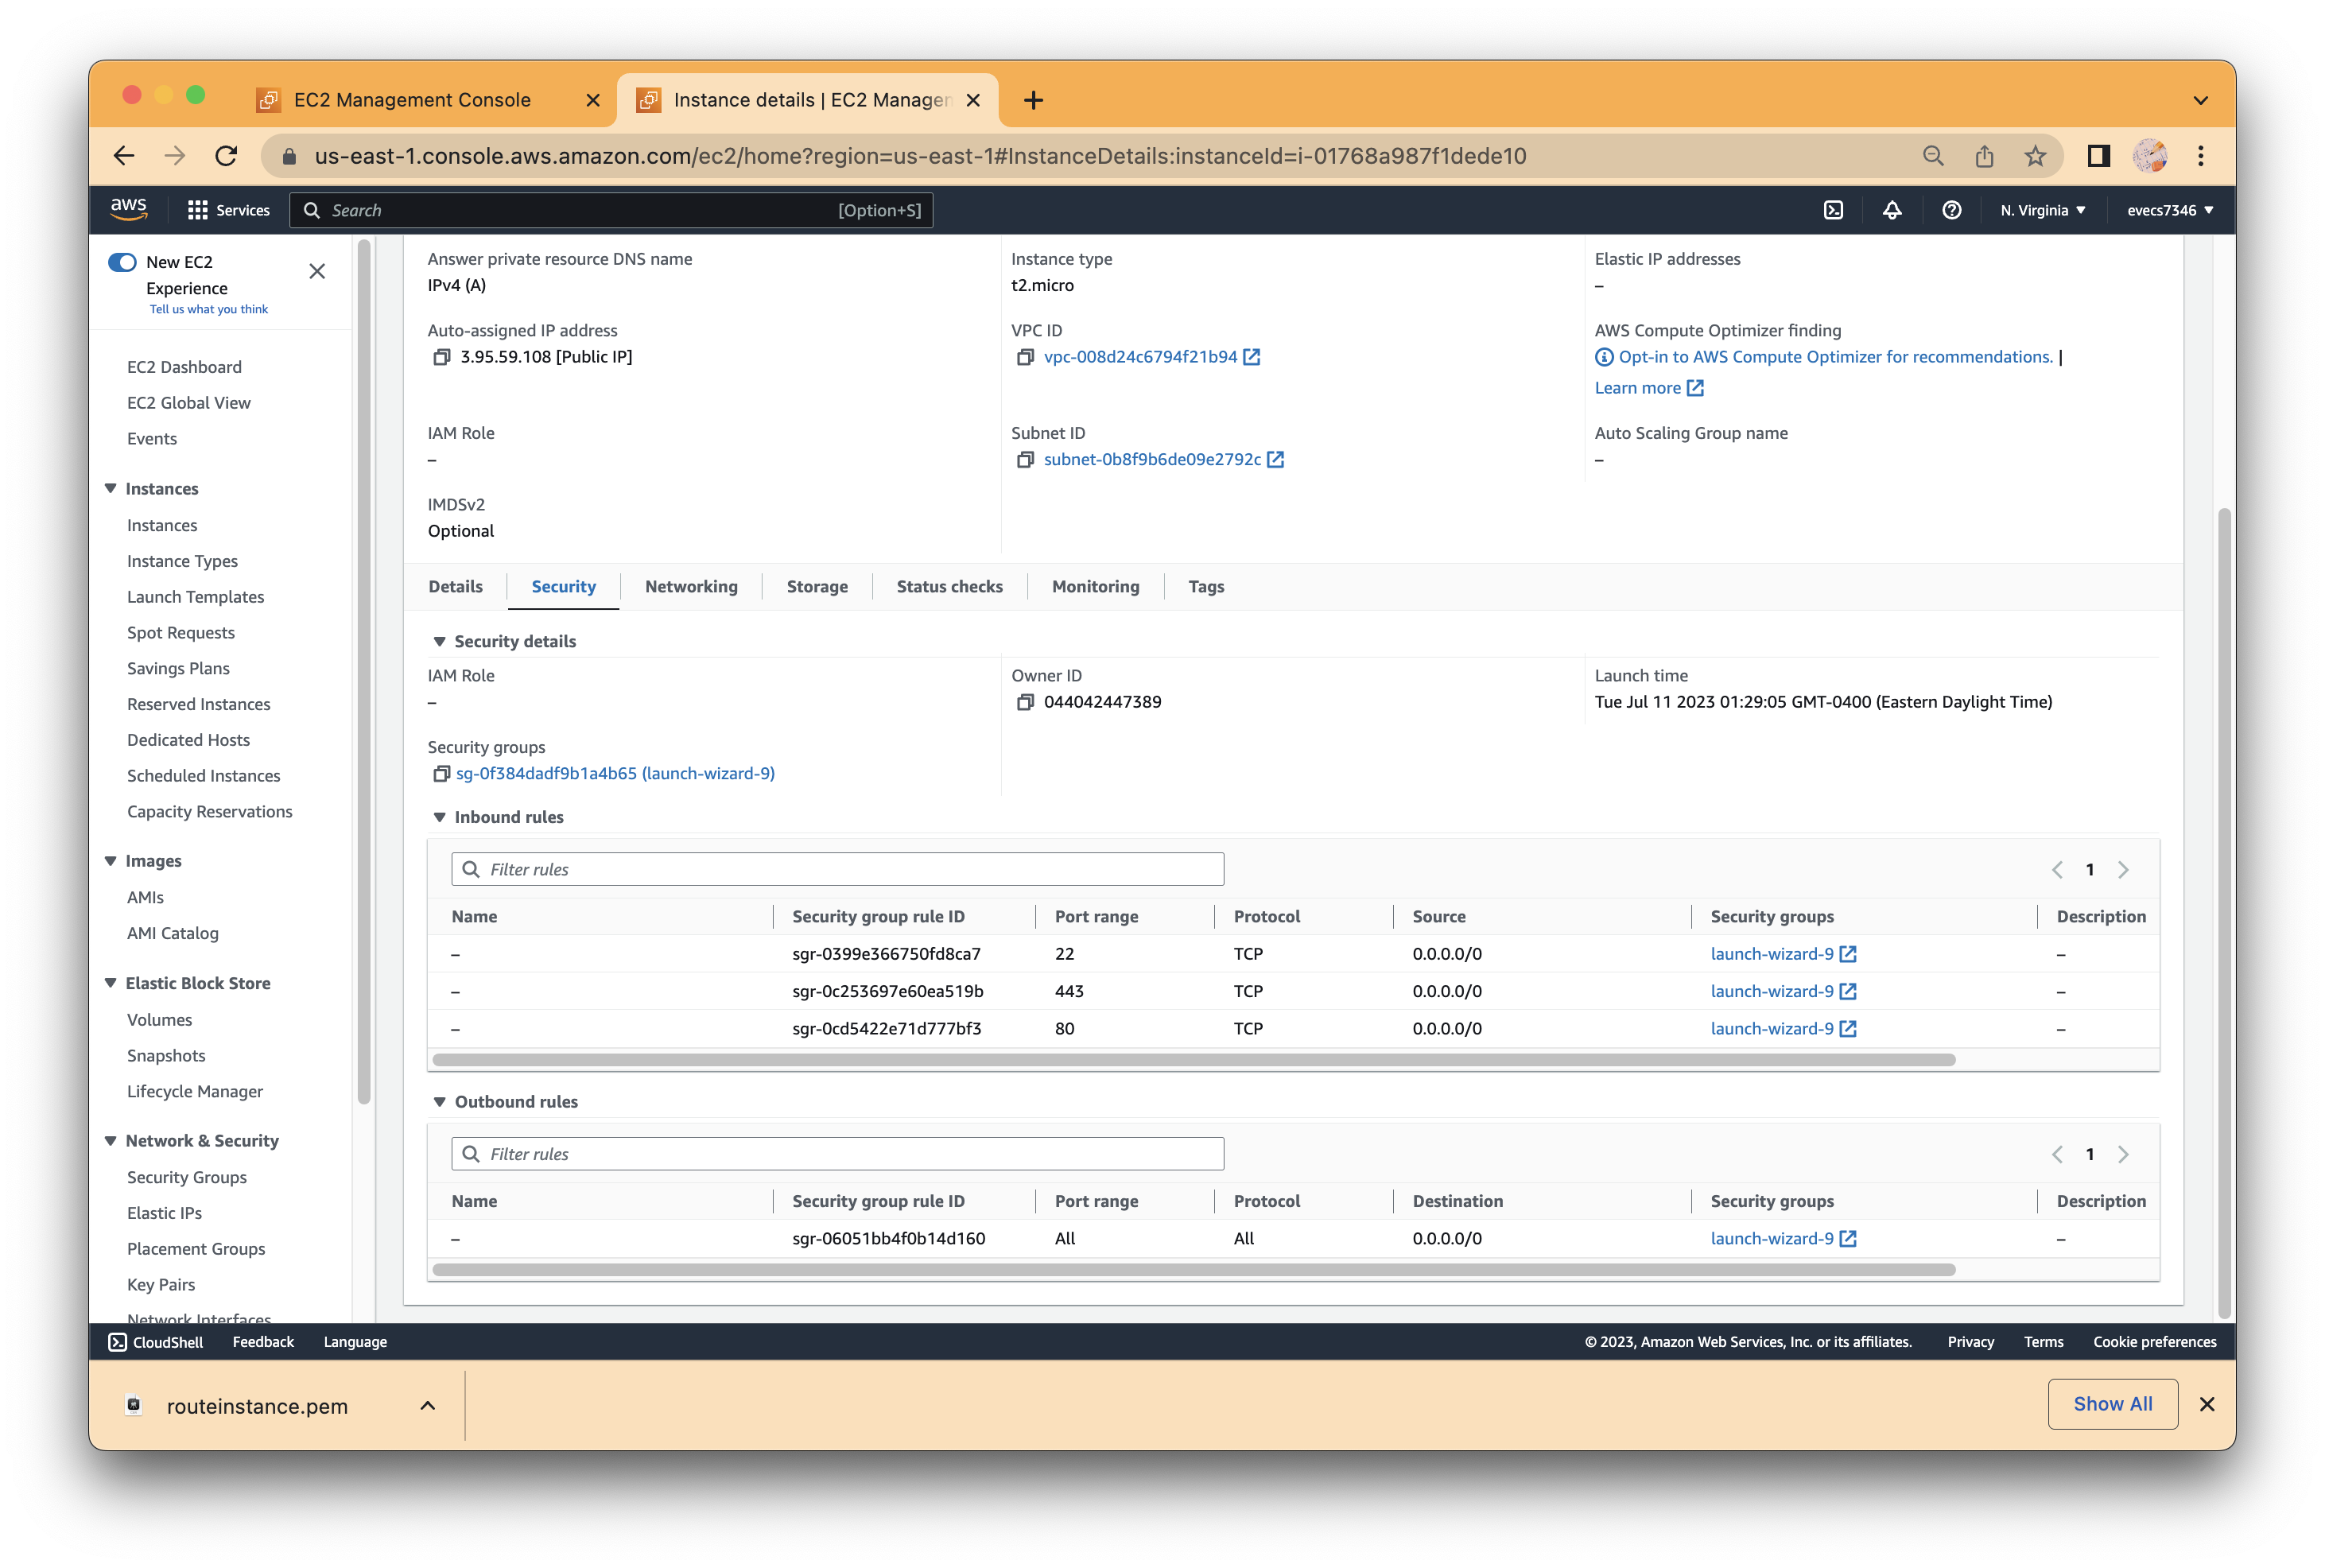 EC2 Management Console
Instance details | EC2 Manager
us-east-1.console.aws.amazon.com/ec2/home?region=us-east-1#InstanceDetails:instanceId=i-01768a987f1dede10
aws
Services
Search
[Option+S]
N. Virginia
evecs7346
New EC2
Experience
Tell us what you think
EC2 Dashboard
EC2 Global View
Events
Instances
Instances
Instance Types
Launch Templates
Spot Requests
Savings Plans
Reserved Instances
Dedicated Hosts
Scheduled Instances
Capacity Reservations
Images
AMIs
AMI Catalog
Elastic Block Store
Volumes
Snapshots
Lifecycle Manager
Network & Security
Security Groups
Elastic IPs
Placement Groups
Key Pairs
Network Interfaces
Answer private resource DNS name
IPv4 (A)
Instance type
t2.micro
Elastic IP addresses
–
Auto-assigned IP address
3.95.59.108 [Public IP]
VPC ID
vpc-008d24c6794f21b94
AWS Compute Optimizer finding
Opt-in to AWS Compute Optimizer for recommendations. |
Learn more
IAM Role
–
Subnet ID
subnet-0b8f9b6de09e2792c
Auto Scaling Group name
–
IMDSv2
Optional
Details Security Networking Storage Status checks Monitoring Tags
Security details
IAM Role
–
Owner ID
044042447389
Launch time
Tue Jul 11 2023 01:29:05 GMT-0400 (Eastern Daylight Time)
Security groups
sg-0f384dadf9b1a4b65 (launch-wizard-9)
Inbound rules
Filter rules
1
Name Security group rule ID Port range Protocol Source Security groups Description
– sgr-0399e366750fd8ca7 22 TCP 0.0.0.0/0 launch-wizard-9 –
– sgr-0c253697e60ea519b 443 TCP 0.0.0.0/0 launch-wizard-9 –
– sgr-0cd5422e71d777bf3 80 TCP 0.0.0.0/0 launch-wizard-9 –
Outbound rules
Filter rules
1
Name Security group rule ID Port range Protocol Destination Security groups Description
– sgr-06051bb4f0b14d160 All All 0.0.0.0/0 launch-wizard-9 –
CloudShell Feedback Language
© 2023, Amazon Web Services, Inc. or its affiliates. Privacy Terms Cookie preferences
routeinstance.pem
Show All